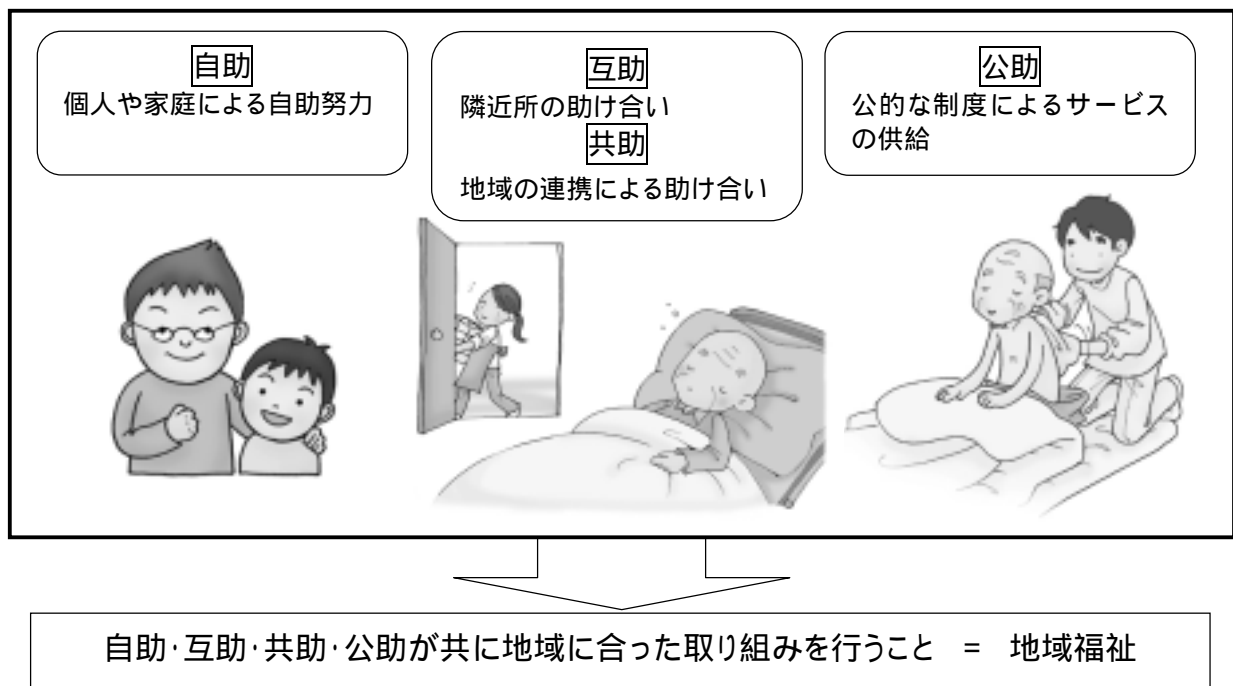 自助
個人や家庭による自助努力
互助
隣近所の助け合い
共助
地域の連携による助け合い
公助
公的な制度によるサービス
の供給
自助・互助・共助・公助が共に地域に合った取り組みを行うこと = 地域福祉